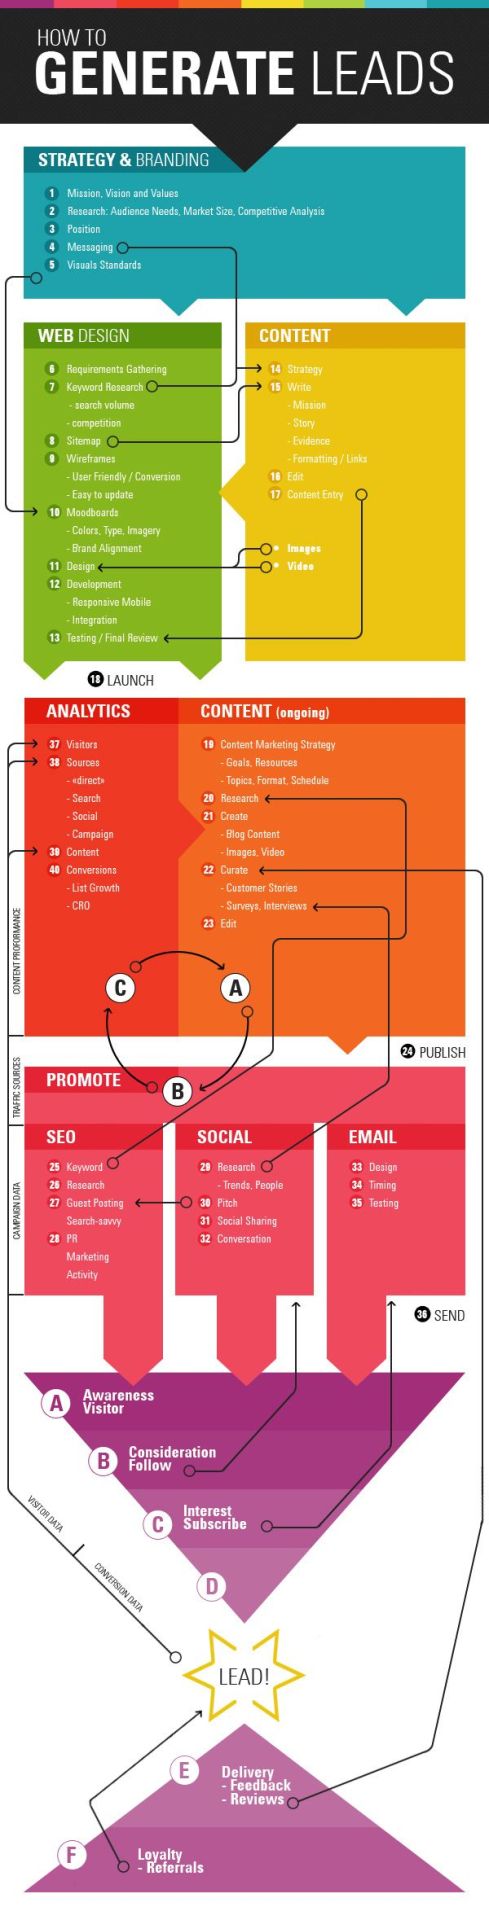 HOW TO
GENERATE LEADS
STRATEGY & BRANDING
1 Mission, Vision and Values
2 Research: Audience Needs, Market Size, Competitive Analysis
3 Position
4 Messaging
5 Visuals Standards
WEB DESIGN
6 Requirements Gathering
7 Keyword Research
- search volume
- competition
8 Sitemap
9 Wireframes
- User Friendly / Conversion
- Easy to update
10 Moodboards
- Colors, Type, Imagery
- Brand Alignment
11 Design
12 Development
- Responsive Mobile
- Integration
13 Testing / Final Review
CONTENT
14 Strategy
15 Write
- Mission
- Story
- Evidence
- Formatting / Links
16 Edit
17 Content Entry
• Images
• Video
18 LAUNCH
ANALYTICS
37 Visitors
38 Sources
- «direct»
- Search
- Social
- Campaign
39 Content
40 Conversions
- List Growth
- CRO
CONTENT (ongoing)
19 Content Marketing Strategy
- Goals, Resources
- Topics, Format, Schedule
20 Research
21 Create
- Blog Content
- Images, Video
22 Curate
- Customer Stories
- Surveys, Interviews
23 Edit
C
A
B
CONTENT PROFORMANCE
TRAFFIC SOURCES
CAMPAIGN DATA
24 PUBLISH
PROMOTE
SEO
25 Keyword
26 Research
27 Guest Posting
Search-savvy
28 PR
Marketing
Activity
SOCIAL
29 Research
- Trends, People
30 Pitch
31 Social Sharing
32 Conversation
EMAIL
33 Design
34 Timing
35 Testing
36 SEND
A Awareness
Visitor
B Consideration
Follow
C Interest
Subscribe
D
VISITOR DATA
CONVERSION DATA
LEAD!
E Delivery
- Feedback
- Reviews
F Loyalty
- Referrals